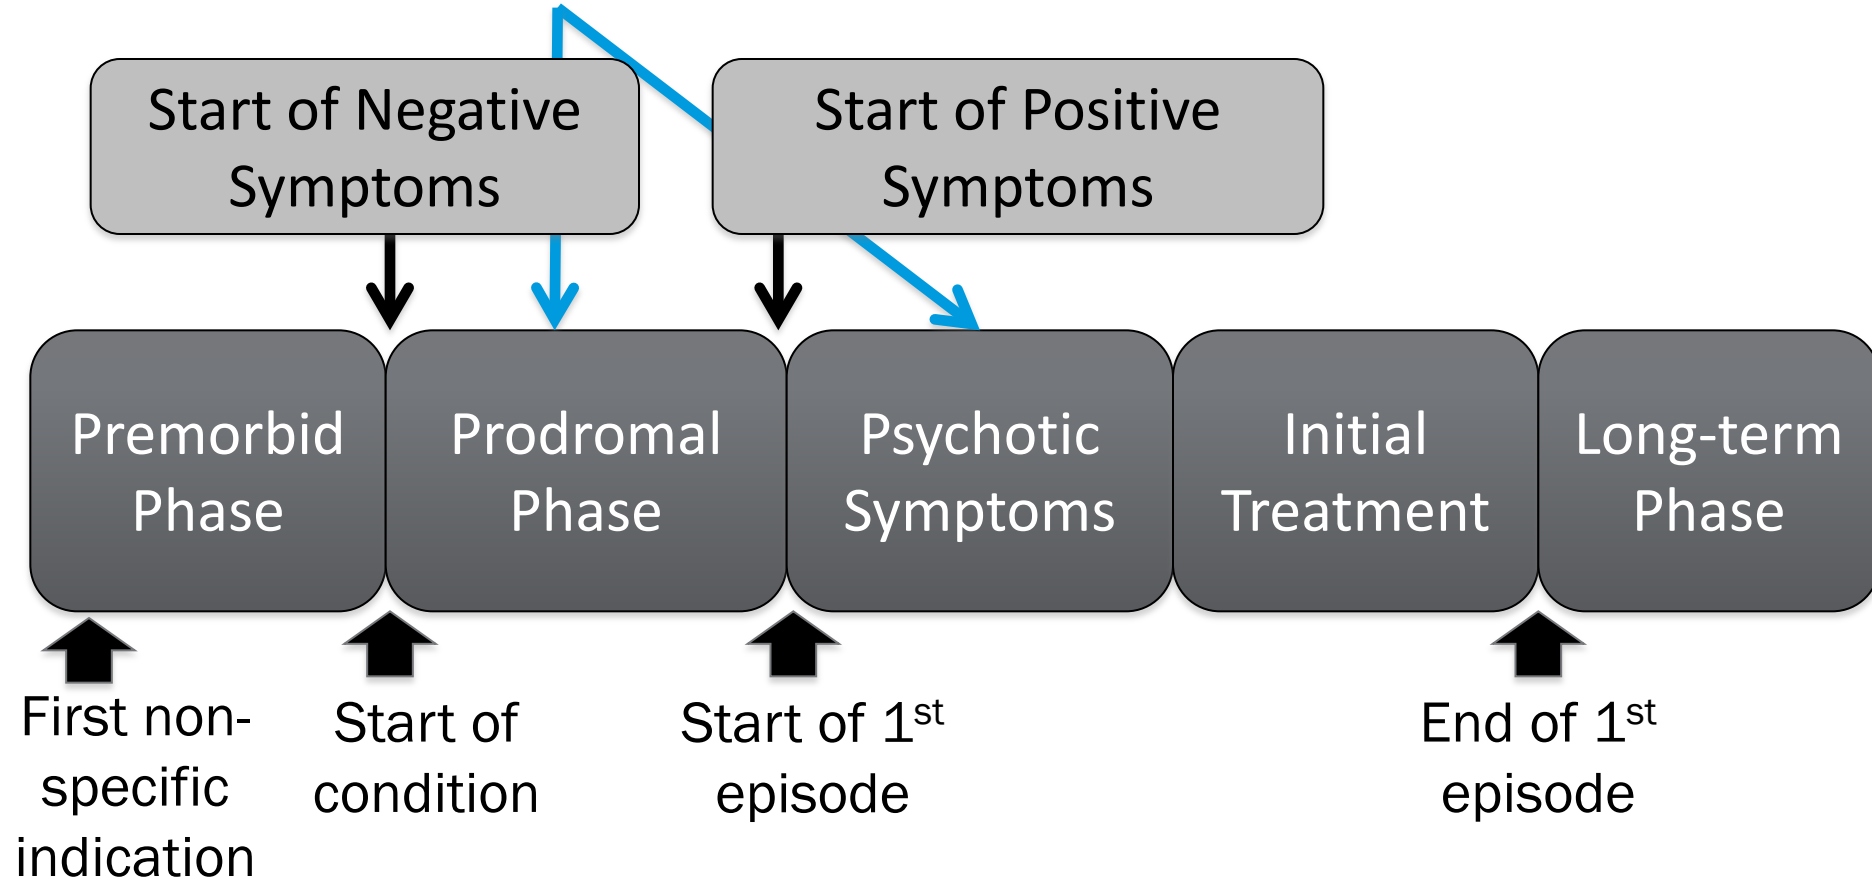 Start of Negative
Symptoms
Start of Positive
Symptoms
Premorbid
Phase
Prodromal
Phase
Psychotic
Symptoms
Initial
Treatment
Long-term
Phase
First non-
specific
indication
Start of
condition
Start of 1st
episode
End of 1st
episode